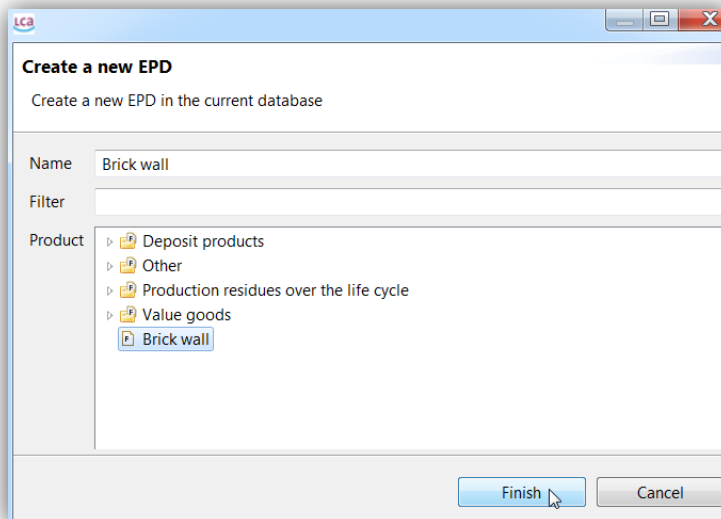 LCA
Create a new EPD
Create a new EPD in the current database
Name
Brick wall
Filter
Product
Deposit products
Other
Production residues over the life cycle
Value goods
Brick wall
Finish
Cancel